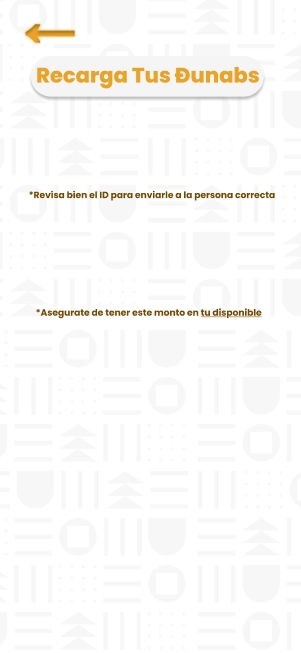 Recarga Tus Đunabs
*Revisa bien el ID para enviarle a la persona correcta
*Asegurate de tener este monto en tu disponible